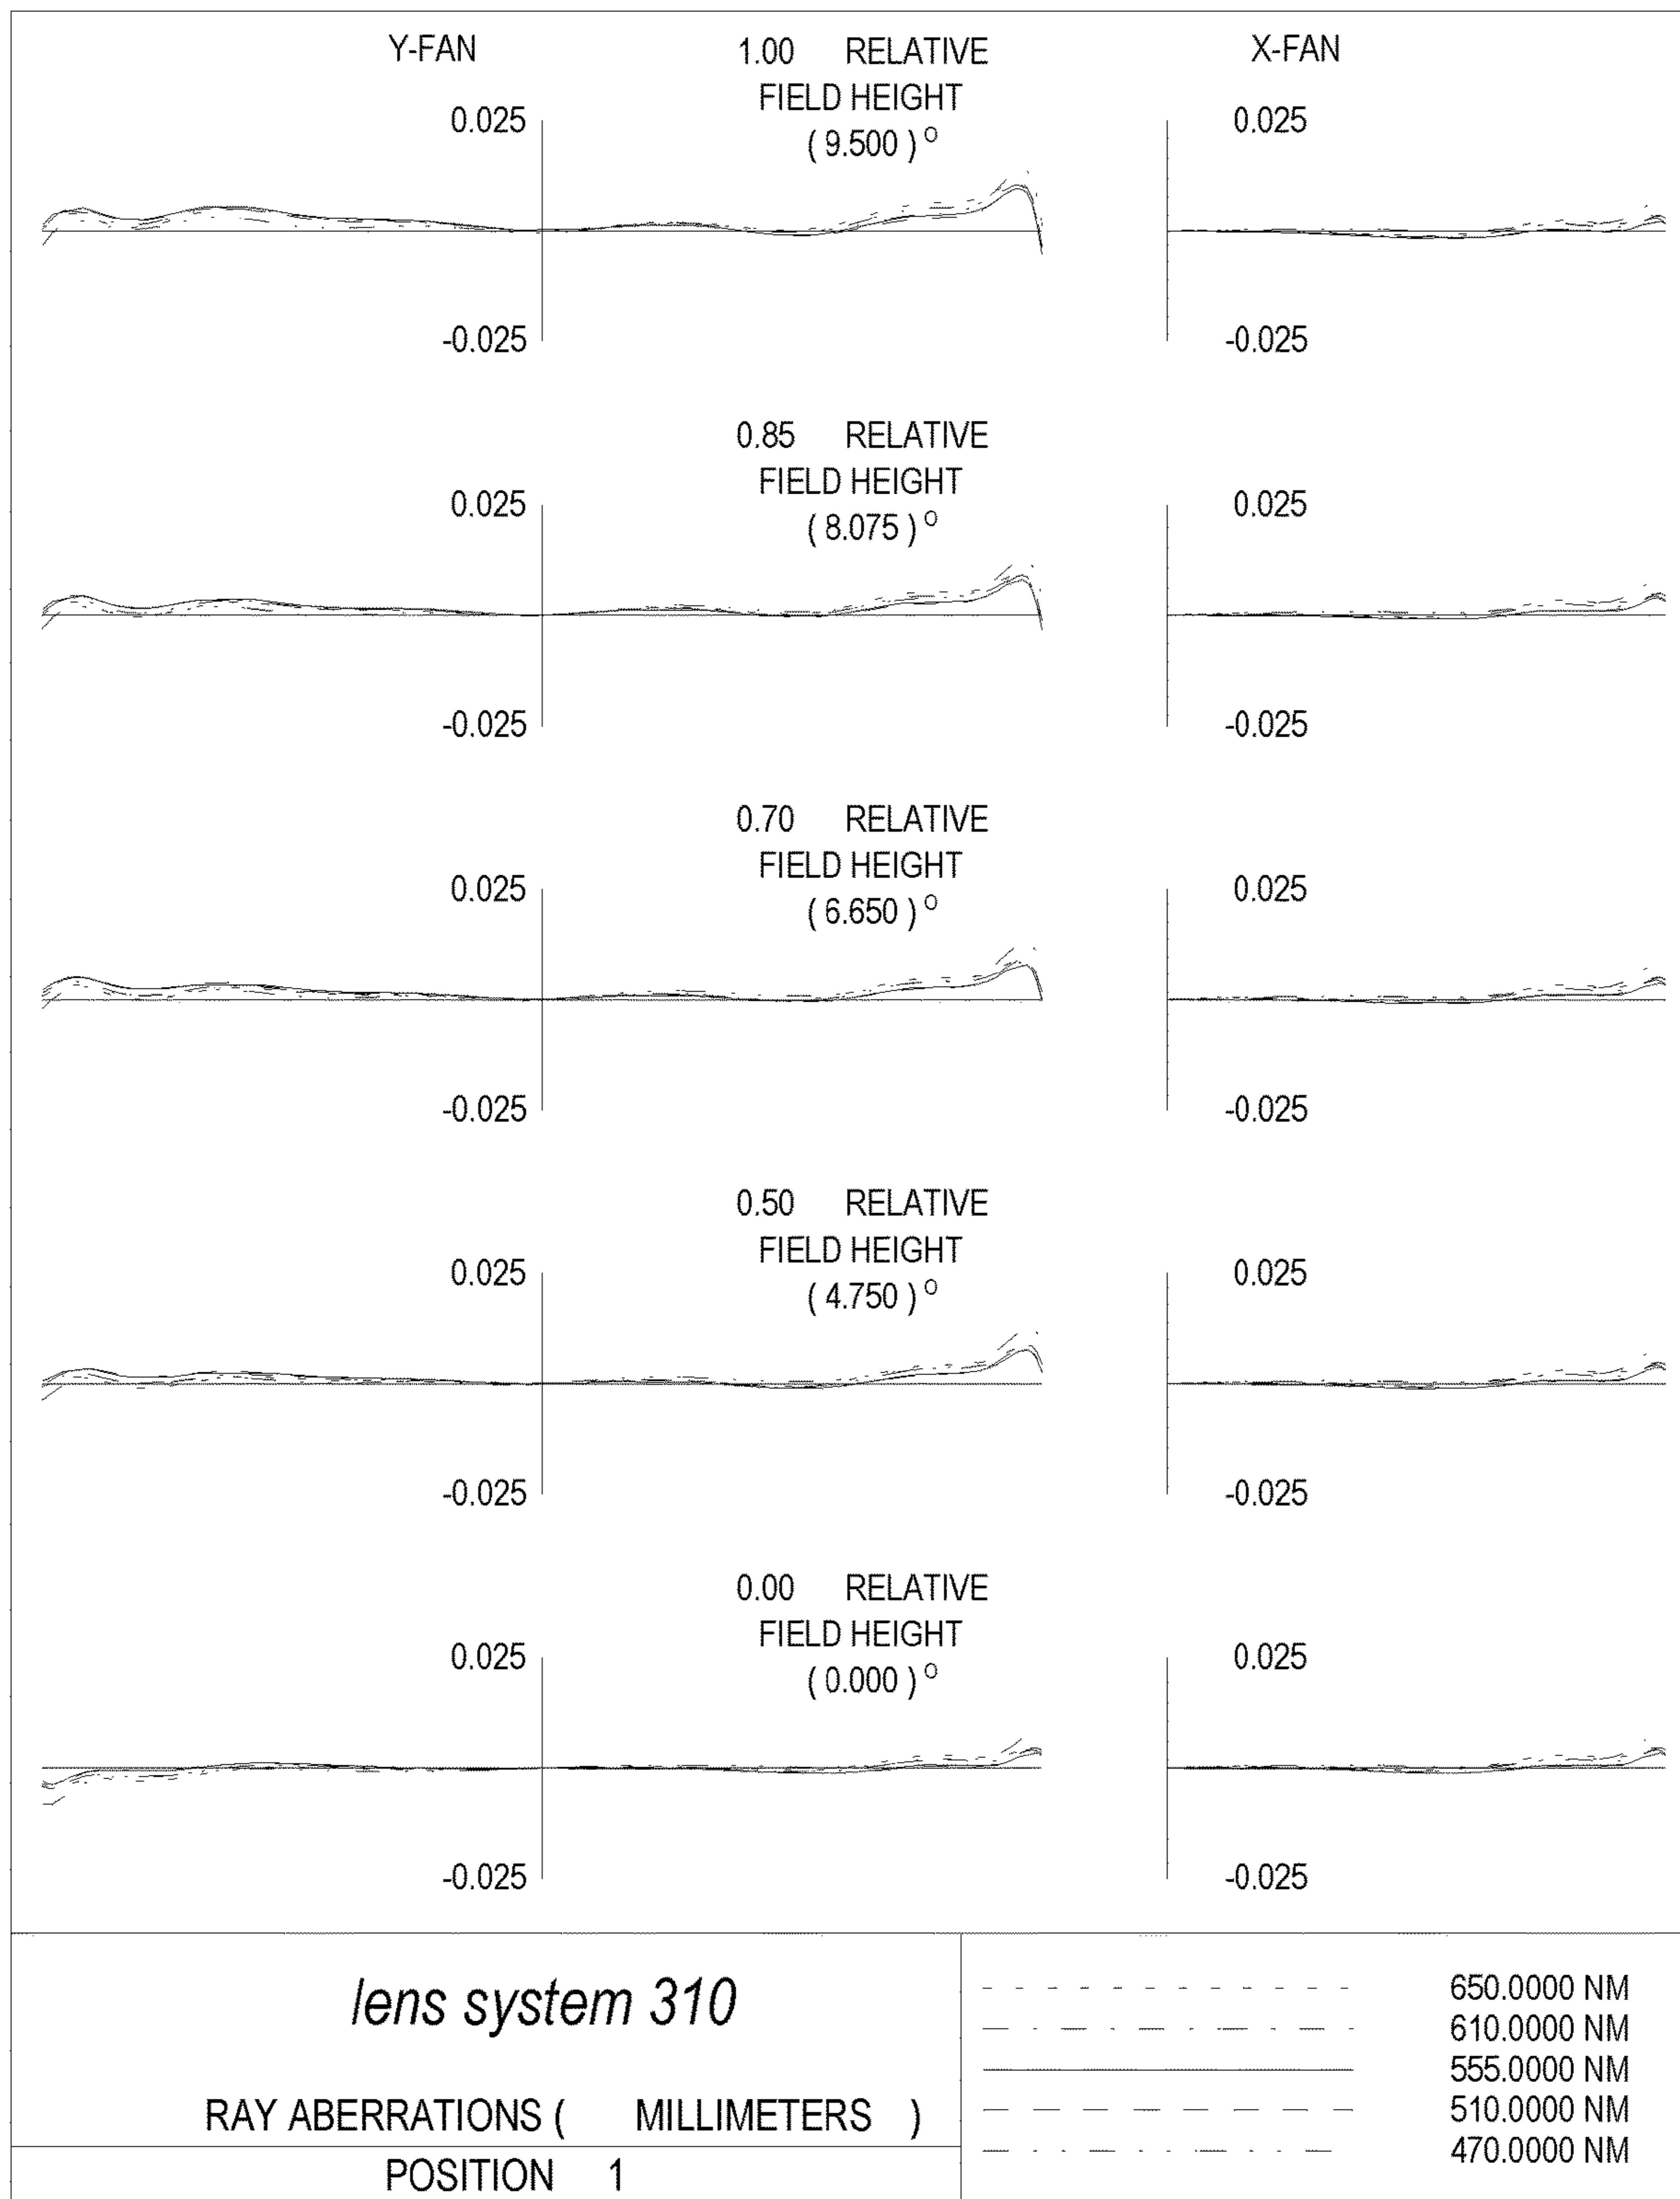 Y-FAN 1.00 RELATIVE X-FAN
FIELD HEIGHT
0.025 ( 9.500 ) O 0.025
-0.025 -0.025
0.85 RELATIVE
FIELD HEIGHT
0.025 ( 8.075 ) O 0.025
-0.025 -0.025
0.70 RELATIVE
FIELD HEIGHT
0.025 ( 6.650 ) O 0.025
-0.025 -0.025
0.50 RELATIVE
FIELD HEIGHT
0.025 ( 4.750 ) O 0.025
-0.025 -0.025
0.00 RELATIVE
FIELD HEIGHT
0.025 ( 0.000 ) O 0.025
-0.025 -0.025
lens system 310
RAY ABERRATIONS ( MILLIMETERS )
POSITION 1
650.0000 NM
610.0000 NM
555.0000 NM
510.0000 NM
470.0000 NM